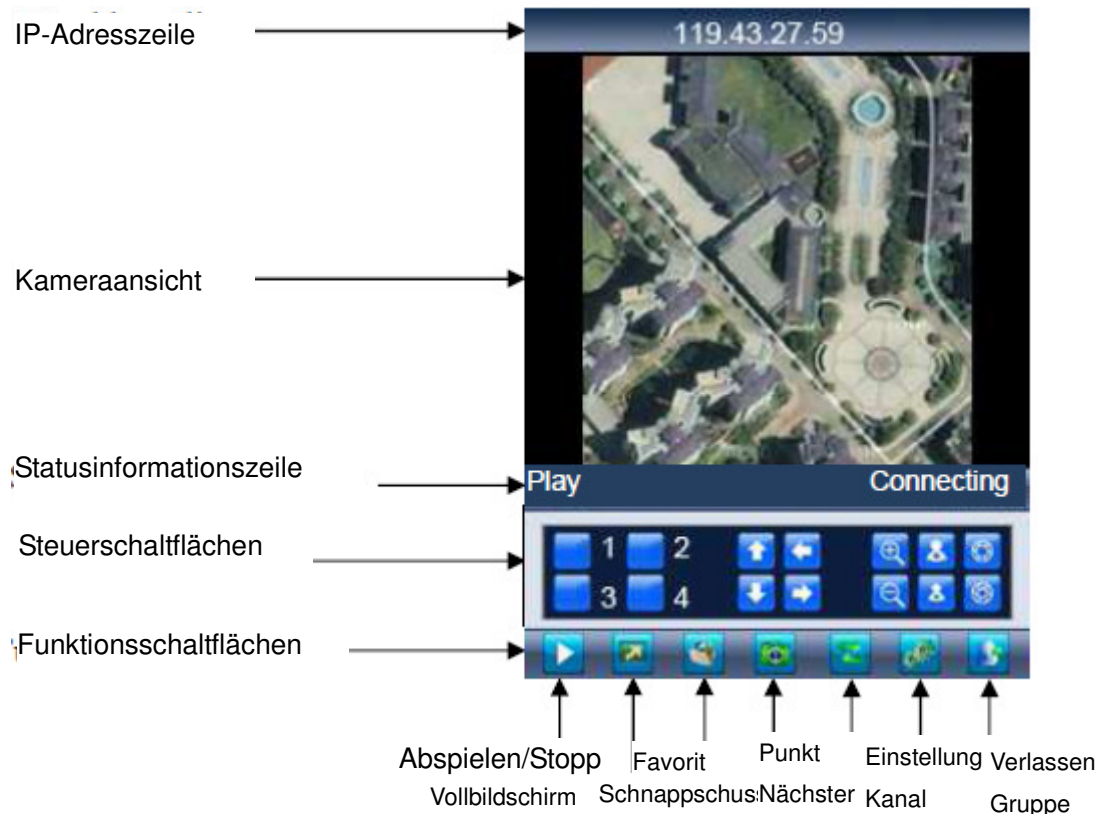 IP-Adresszeile
119.43.27.59
Kameraansicht
Statusinformationszeile
Play Connecting
Steuerschaltflächen
1 2
3 4
Funktionsschaltflächen
Abspielen/Stopp Favorit Punkt Einstellung Verlassen
Vollbildschirm Schnappschuss Nächster Kanal Gruppe